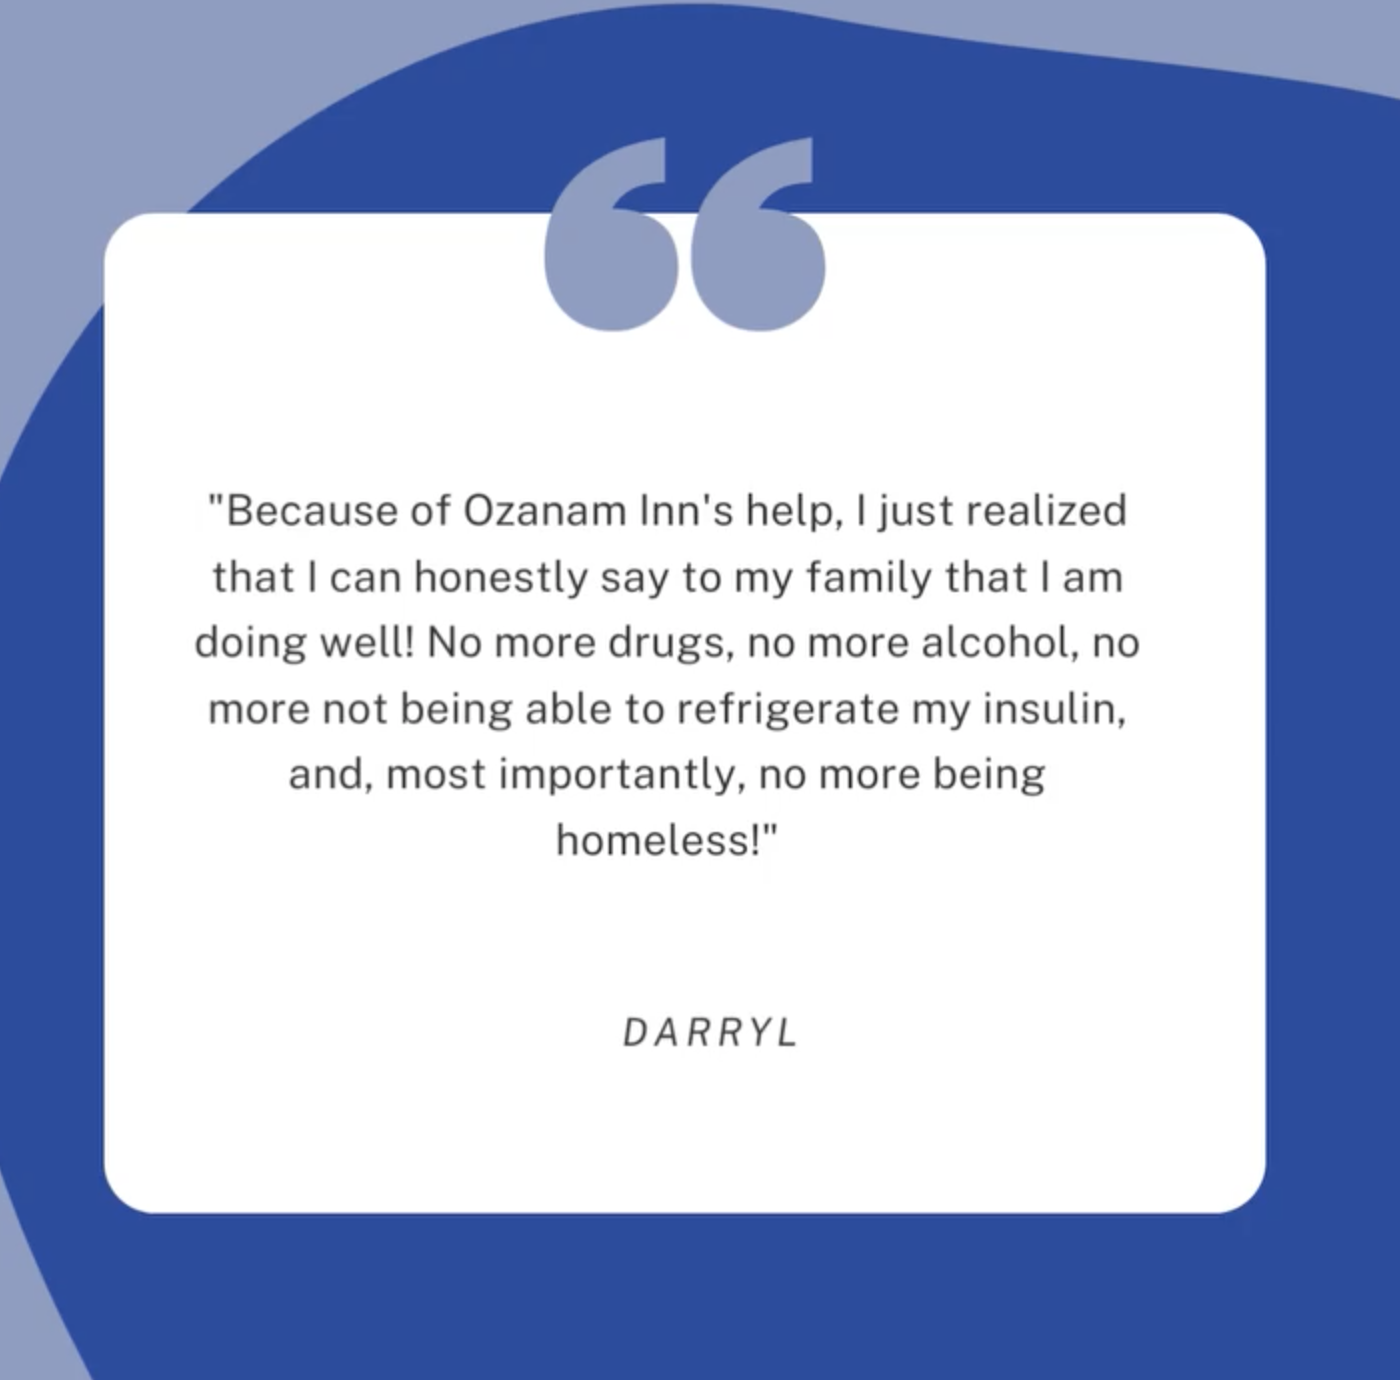 "Because of Ozanam Inn's help, I just realized
that I can honestly say to my family that I am
doing well! No more drugs, no more alcohol, no
more not being able to refrigerate my insulin,
and, most importantly, no more being
homeless!"
DARRYL